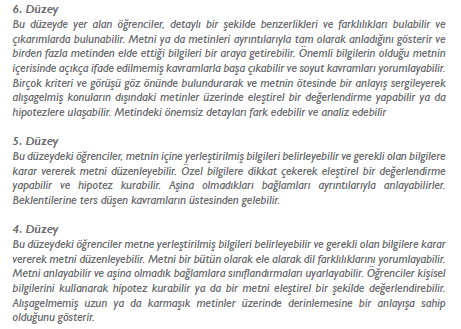 6. Düzey
Bu düzeyde yer alan öğrenciler, detaylı bir şekilde benzerlikleri ve farklılıkları bulabilir ve
çıkarımlarda bulunabilir. Metni ya da metinleri ayrıntılarıyla tam olarak anladığını gösterir ve
birden fazla metinden elde ettiği bilgileri bir araya getirebilir. Önemli bilgilerin olduğu metnin
içerisinde açıkça ifade edilmemiş kavramlarla başa çıkabilir ve soyut kavramları yorumlayabilir.
Birçok kriteri ve görüşü göz önünde bulundurarak ve metnin ötesinde bir anlayış sergileyerek
alışagelmiş konuların dışındaki metinler üzerinde eleştirel bir değerlendirme yapabilir ya da
hipotezlere ulaşabilir. Metindeki önemsiz detayları fark edebilir ve analiz edebilir
5. Düzey
Bu düzeydeki öğrenciler, metnin içine yerleştirilmiş bilgileri belirleyebilir ve gerekli olan bilgilere
karar vererek metni düzenleyebilir. Özel bilgilere dikkat çekerek eleştirel bir değerlendirme
yapabilir ve hipotez kurabilir. Aşina olmadıkları bağlamları ayrıntılarıyla anlayabilirler.
Beklentilerine ters düşen kavramların üstesinden gelebilir.
4. Düzey
Bu düzeydeki öğrenciler metne yerleştirilmiş bilgileri belirleyebilir ve gerekli olan bilgilere karar
vererek metni düzenleyebilir. Metni bir bütün olarak ele alarak dil farklılıklarını yorumlayabilir.
Metni anlayabilir ve aşina olmadık bağlamlara sınıflandırmaları uyarlayabilir. Öğrenciler kişisel
bilgilerini kullanarak hipotez kurabilir ya da bir metni eleştirel bir şekilde değerlendirebilir.
Alışagelmemiş uzun ya da karmaşık metinler üzerinde derinlemesine bir anlayışa sahip
olduğunu gösterir.